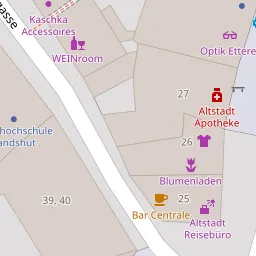 gasse
Kaschka
Accessoires
WEINroom
Optik Ettere
27
Altstadt
Apotheke
hochschule
andshut
26
Blumenladen
39, 40
25
Bar Centrale
Altstadt
Reisebüro